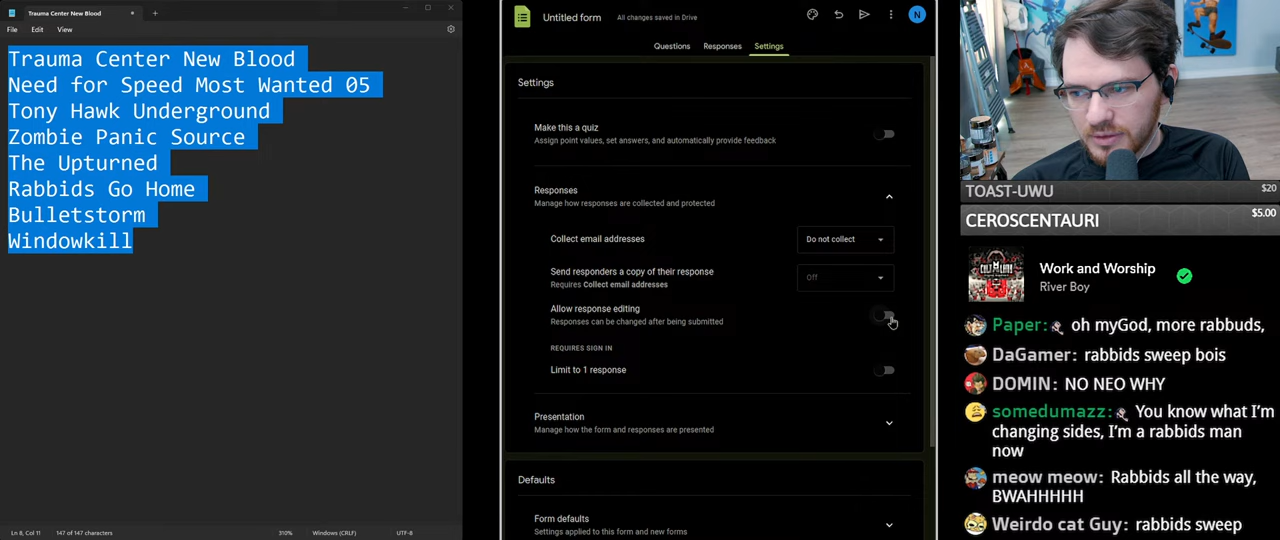 Trauma Center New Blood
File Edit View
Trauma Center New Blood
Need for Speed Most Wanted 05
Tony Hawk Underground
Zombie Panic Source
The Upturned
Rabbids Go Home
Bulletstorm
Windowkill
Ln 8, Col 11 147 of 147 characters 310% Windows (CRLF) UTF-8
Untitled form All changes saved in Drive
N
Questions Responses Settings
Settings
Make this a quiz
Assign point values, set answers, and automatically provide feedback
Responses
Manage how responses are collected and protected
Collect email addresses Do not collect
Send responders a copy of their response Off
Requires Collect email addresses
Allow response editing
Responses can be changed after being submitted
REQUIRES SIGN IN
Limit to 1 response
Presentation
Manage how the form and responses are presented
Defaults
Form defaults
Settings applied to this form and new forms
TOAST-UWU $20
CEROSCENTAURI $5.00
CULT OF THE LAMB
Work and Worship
River Boy
Paper: oh myGod, more rabbuds,
DaGamer: rabbids sweep bois
DOMIN: NO NEO WHY
somedumazz: You know what I'm
changing sides, I'm a rabbids man
now
meow meow: Rabbids all the way,
BWAHHHHH
Weirdo cat Guy: rabbids sweep